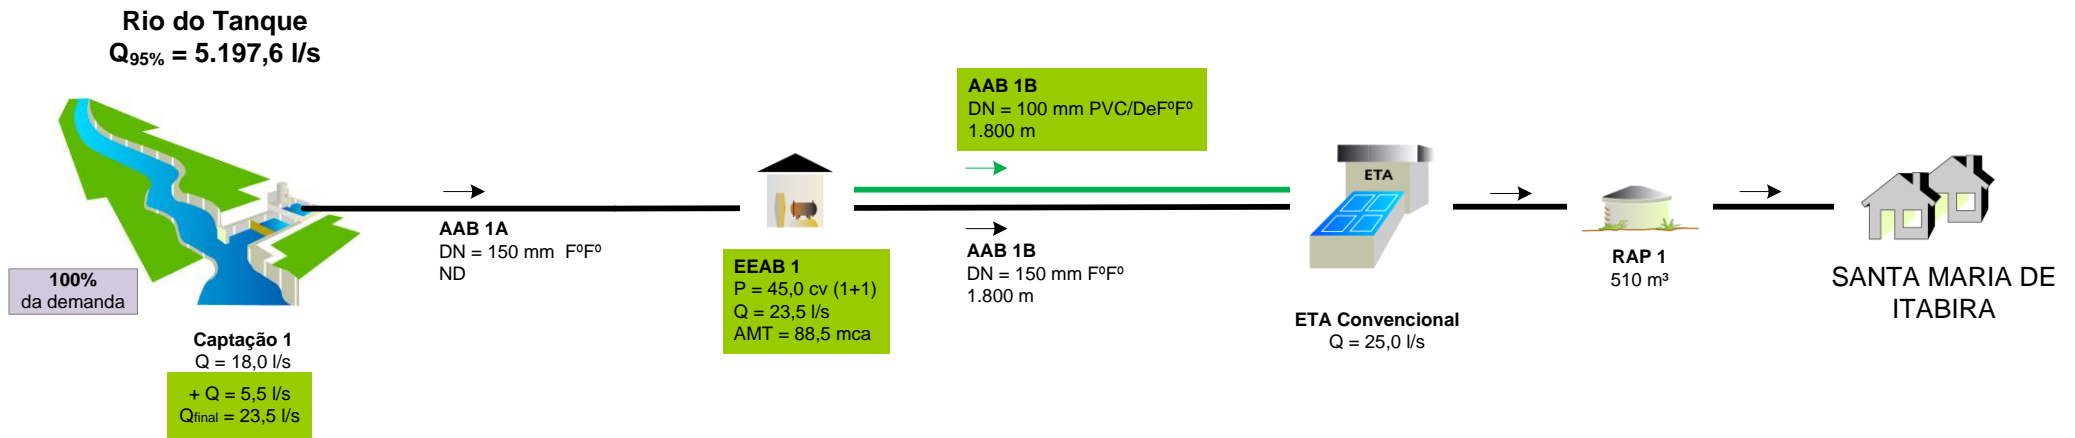 Rio do Tanque
Q95% = 5.197,6 l/s
100%
da demanda
Captação 1
Q = 18,0 l/s
+ Q = 5,5 l/s
Qfinal = 23,5 l/s
AAB 1A
DN = 150 mm FºFº
ND
EEAB 1
P = 45,0 cv (1+1)
Q = 23,5 l/s
AMT = 88,5 mca
AAB 1B
DN = 100 mm PVC/DeFºFº
1.800 m
AAB 1B
DN = 150 mm FºFº
1.800 m
ETA
ETA Convencional
Q = 25,0 l/s
RAP 1
510 m³
SANTA MARIA DE
ITABIRA